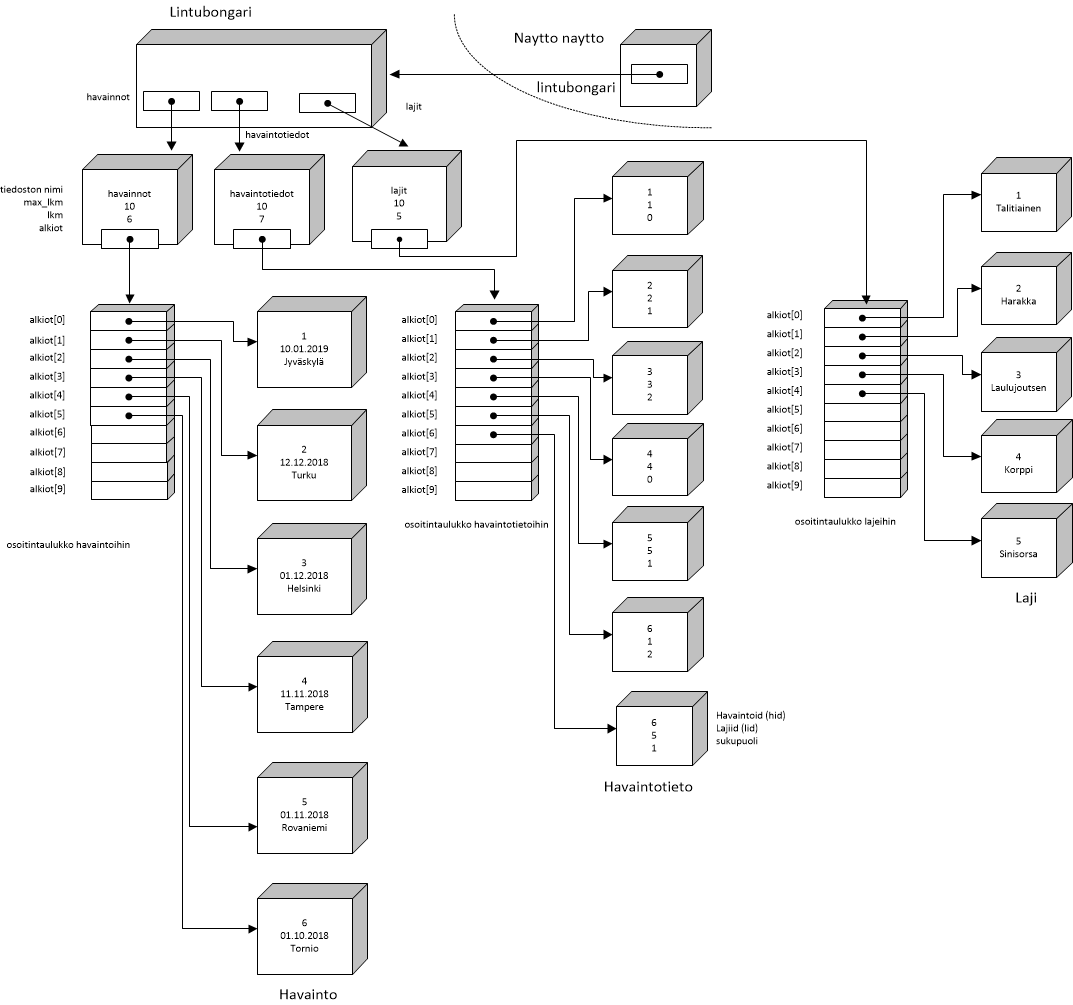 Lintubongari
Naytto naytto
lintubongari
havainnot
havaintotiedot
lajit
tiedoston nimi
max_lkm
lkm
alkiot
havainnot
10
6
havaintotiedot
10
7
lajit
10
5
alkiot[0]
alkiot[1]
alkiot[2]
alkiot[3]
alkiot[4]
alkiot[5]
alkiot[6]
alkiot[7]
alkiot[8]
alkiot[9]
osoitintaulukko havaintoihin
1
10.01.2019
Jyväskylä
2
12.12.2018
Turku
3
01.12.2018
Helsinki
4
11.11.2018
Tampere
5
01.11.2018
Rovaniemi
6
01.10.2018
Tornio
Havainto
alkiot[0]
alkiot[1]
alkiot[2]
alkiot[3]
alkiot[4]
alkiot[5]
alkiot[6]
alkiot[7]
alkiot[8]
alkiot[9]
osoitintaulukko havaintotietoihin
1
1
0
2
2
1
3
3
2
4
4
0
5
5
1
6
1
2
6
5
1
Havaintoid (hid)
Lajiid (lid)
sukupuoli
Havaintotieto
alkiot[0]
alkiot[1]
alkiot[2]
alkiot[3]
alkiot[4]
alkiot[5]
alkiot[6]
alkiot[7]
alkiot[8]
alkiot[9]
osoitintaulukko lajeihin
1
Talitiainen
2
Harakka
3
Laulujoutsen
4
Korppi
5
Sinisorsa
Laji